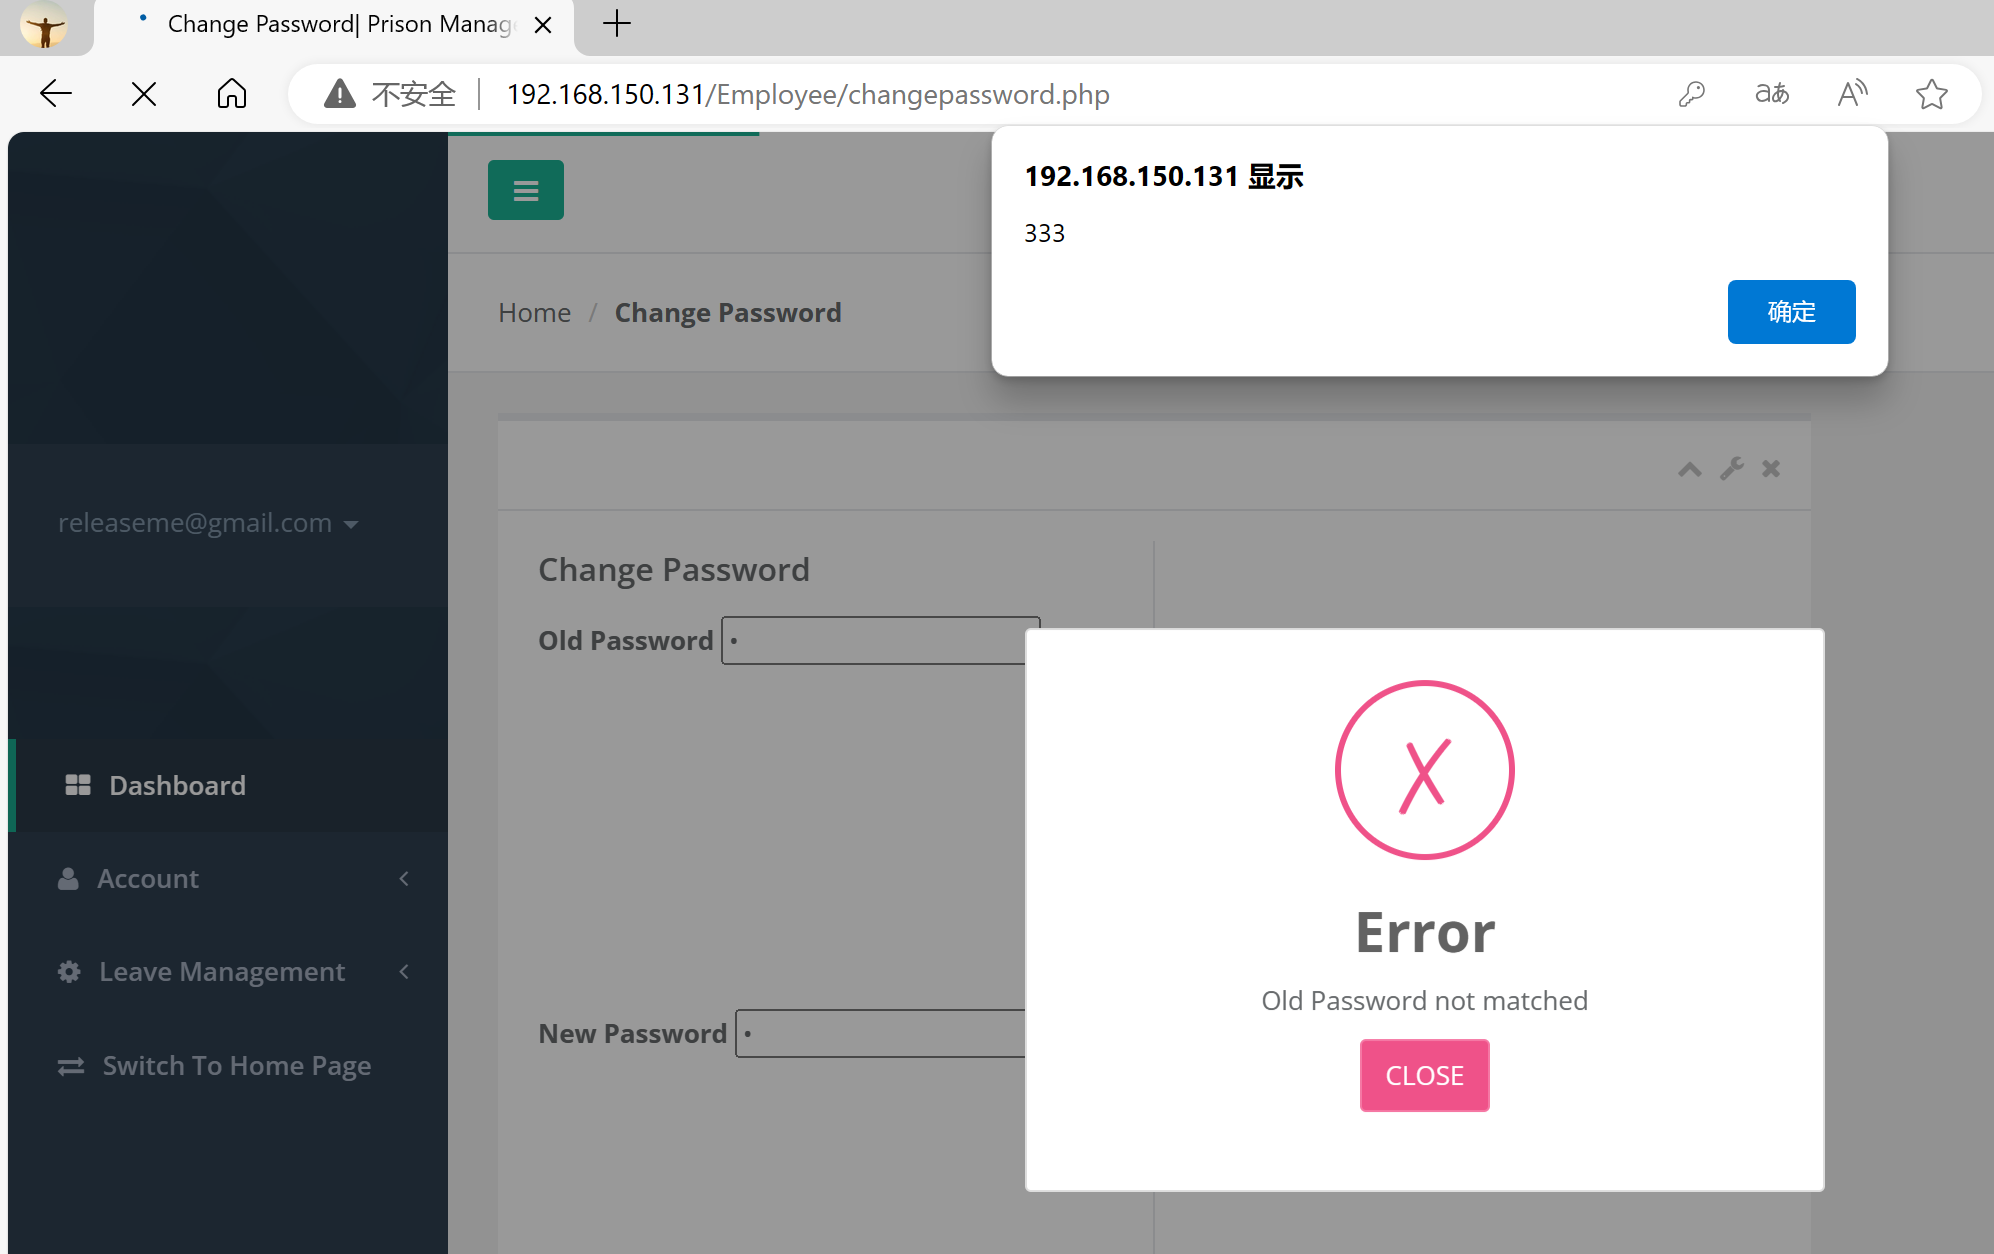 Change Password| Prison Manag
不安全 192.168.150.131/Employee/changepassword.php
aあ A
192.168.150.131 显示
333
确定
Home / Change Password
releaseme@gmail.com
Change Password
Old Password
Dashboard
Account
Leave Management
Switch To Home Page
New Password
Error
Old Password not matched
CLOSE